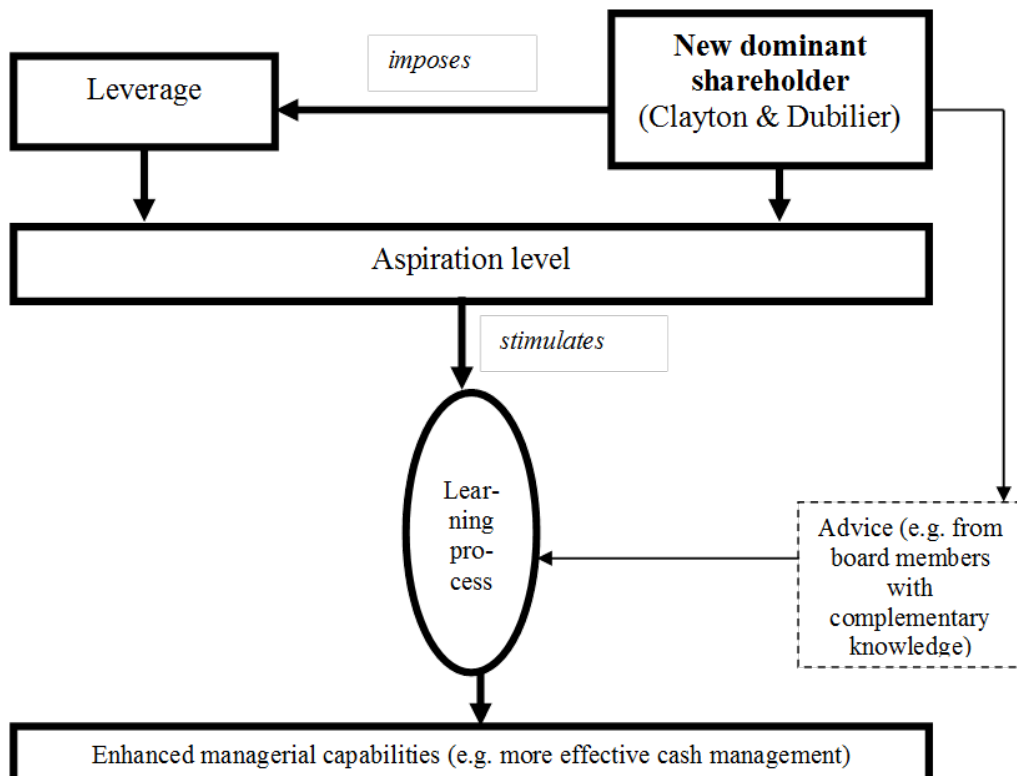 imposes
New dominant
shareholder
(Clayton & Dubilier)
Leverage
Aspiration level
stimulates
Lear-
ning
pro-
cess
Advice (e.g. from
board members
with
complementary
knowledge)
Enhanced managerial capabilities (e.g. more effective cash management)